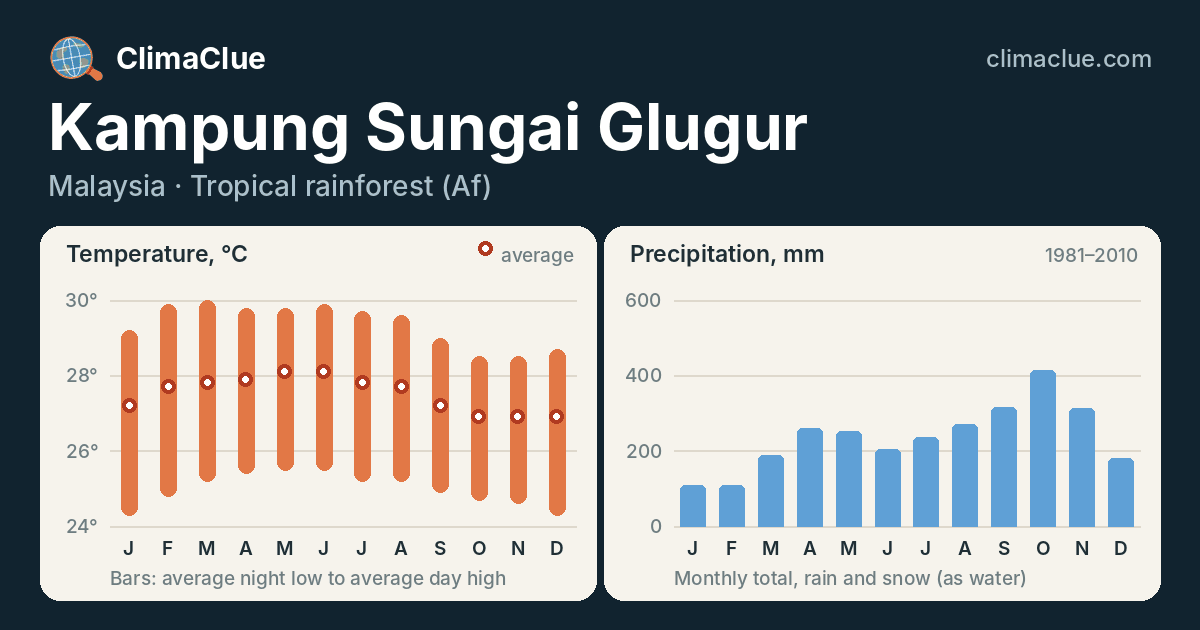 ClimaClue
climaclue.com
Kampung Sungai Glugur
Malaysia · Tropical rainforest (Af)
Temperature, °C
average
30°
28°
26°
24°
J F M A M J J A S O N D
Bars: average night low to average day high
Precipitation, mm
1981–2010
600
400
200
0
J F M A M J J A S O N D
Monthly total, rain and snow (as water)